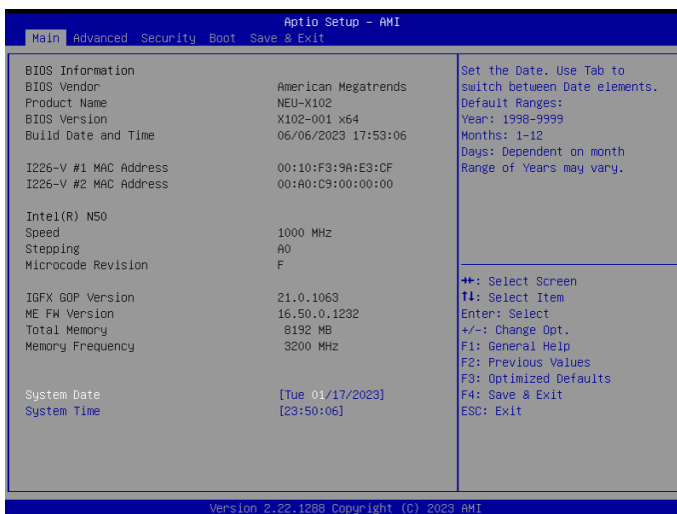 Aptio Setup – AMI
Main Advanced Security Boot Save & Exit
BIOS Information
BIOS Vendor American Megatrends
Product Name NEU-X102
BIOS Version X102-001 x64
Build Date and Time 06/06/2023 17:53:06
I226-V #1 MAC Address 00:10:F3:9A:E3:CF
I226-V #2 MAC Address 00:A0:C9:00:00:00
Intel(R) N50
Speed 1000 MHz
Stepping A0
Microcode Revision F
IGFX GOP Version 21.0.1063
ME FW Version 16.50.0.1232
Total Memory 8192 MB
Memory Frequency 3200 MHz
System Date [Tue 01/17/2023]
System Time [23:50:06]
Set the Date. Use Tab to
switch between Date elements.
Default Ranges:
Year: 1998-9999
Months: 1-12
Days: Dependent on month
Range of Years may vary.
→←: Select Screen
↑↓: Select Item
Enter: Select
+/-: Change Opt.
F1: General Help
F2: Previous Values
F3: Optimized Defaults
F4: Save & Exit
ESC: Exit
Version 2.22.1288 Copyright (C) 2023 AMI